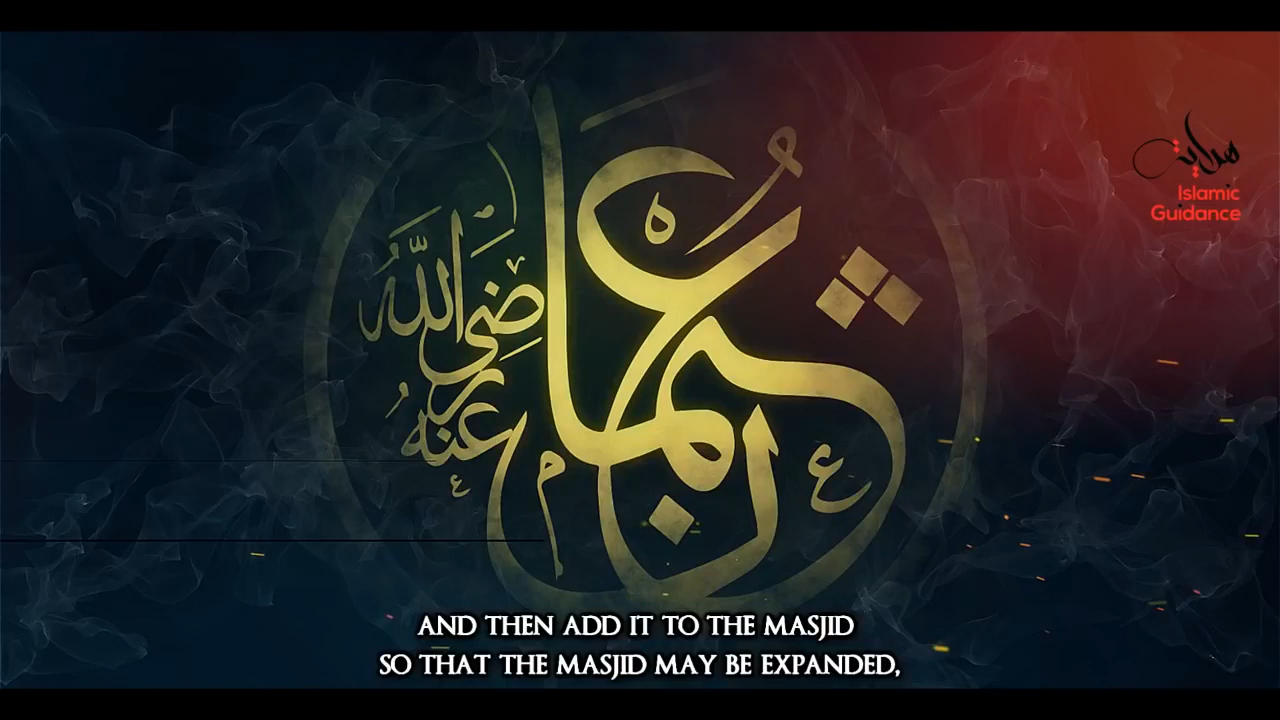 عثمان
رضي الله
عنه
هداية
Islamic
Guidance
AND THEN ADD IT TO THE MASJID
SO THAT THE MASJID MAY BE EXPANDED,